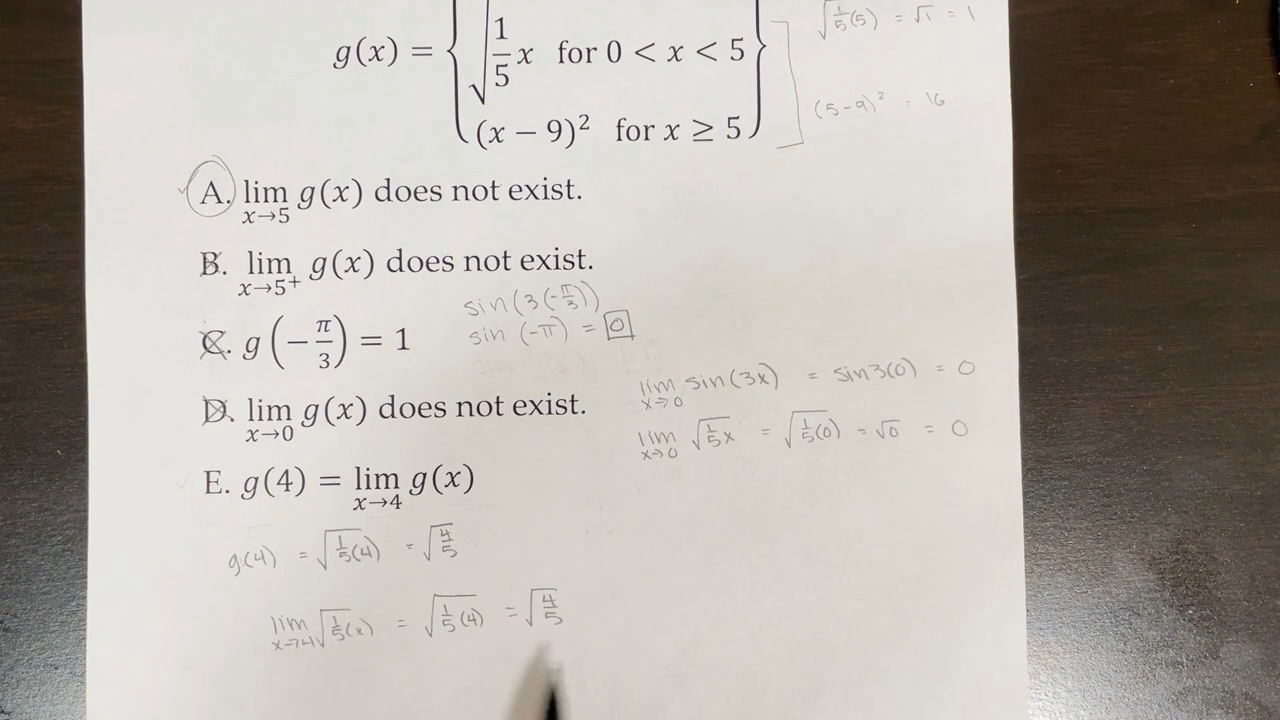 g(x) = { √(1/5)x for 0 < x < 5
(x − 9)² for x ≥ 5 }
√(1/5(5)) = √1 = 1
(5-9)² = 16
A. lim x→5 g(x) does not exist.
B. lim x→5⁺ g(x) does not exist.
C. g(−π/3) = 1
sin(3(-π/3))
sin(-π) = 0
D. lim x→0 g(x) does not exist.
lim x→0 sin(3x) = sin3(0) = 0
lim x→0 √(1/5 x) = √(1/5(0)) = √0 = 0
E. g(4) = lim x→4 g(x)
g(4) = √(1/5(4)) = √(4/5)
lim x→4 √(1/5(x)) = √(1/5(4)) = √(4/5)